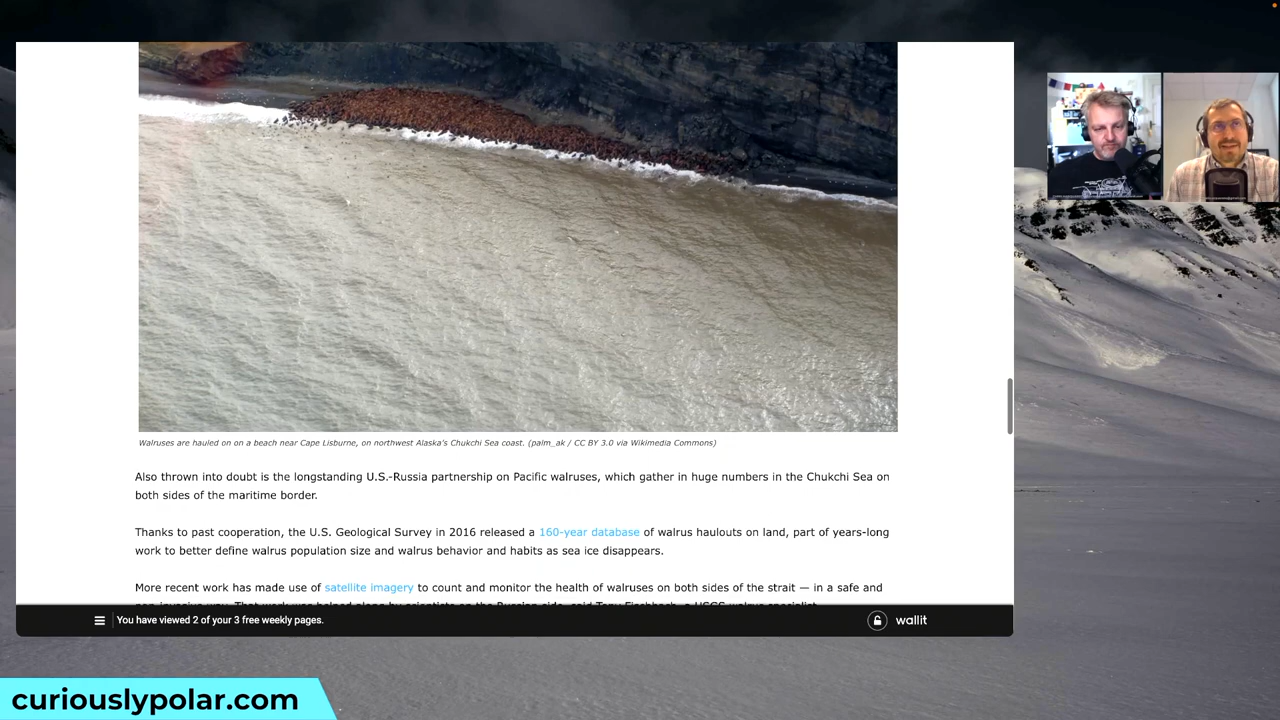 Walruses are hauled on on a beach near Cape Lisburne, on northwest Alaska's Chukchi Sea coast. (palm_ak / CC BY 3.0 via Wikimedia Commons)
Also thrown into doubt is the longstanding U.S.-Russia partnership on Pacific walruses, which gather in huge numbers in the Chukchi Sea on
both sides of the maritime border.
Thanks to past cooperation, the U.S. Geological Survey in 2016 released a 160-year database of walrus haulouts on land, part of years-long
work to better define walrus population size and walrus behavior and habits as sea ice disappears.
More recent work has made use of satellite imagery to count and monitor the health of walruses on both sides of the strait — in a safe and
You have viewed 2 of your 3 free weekly pages.
wallit
curiouslypolar.com